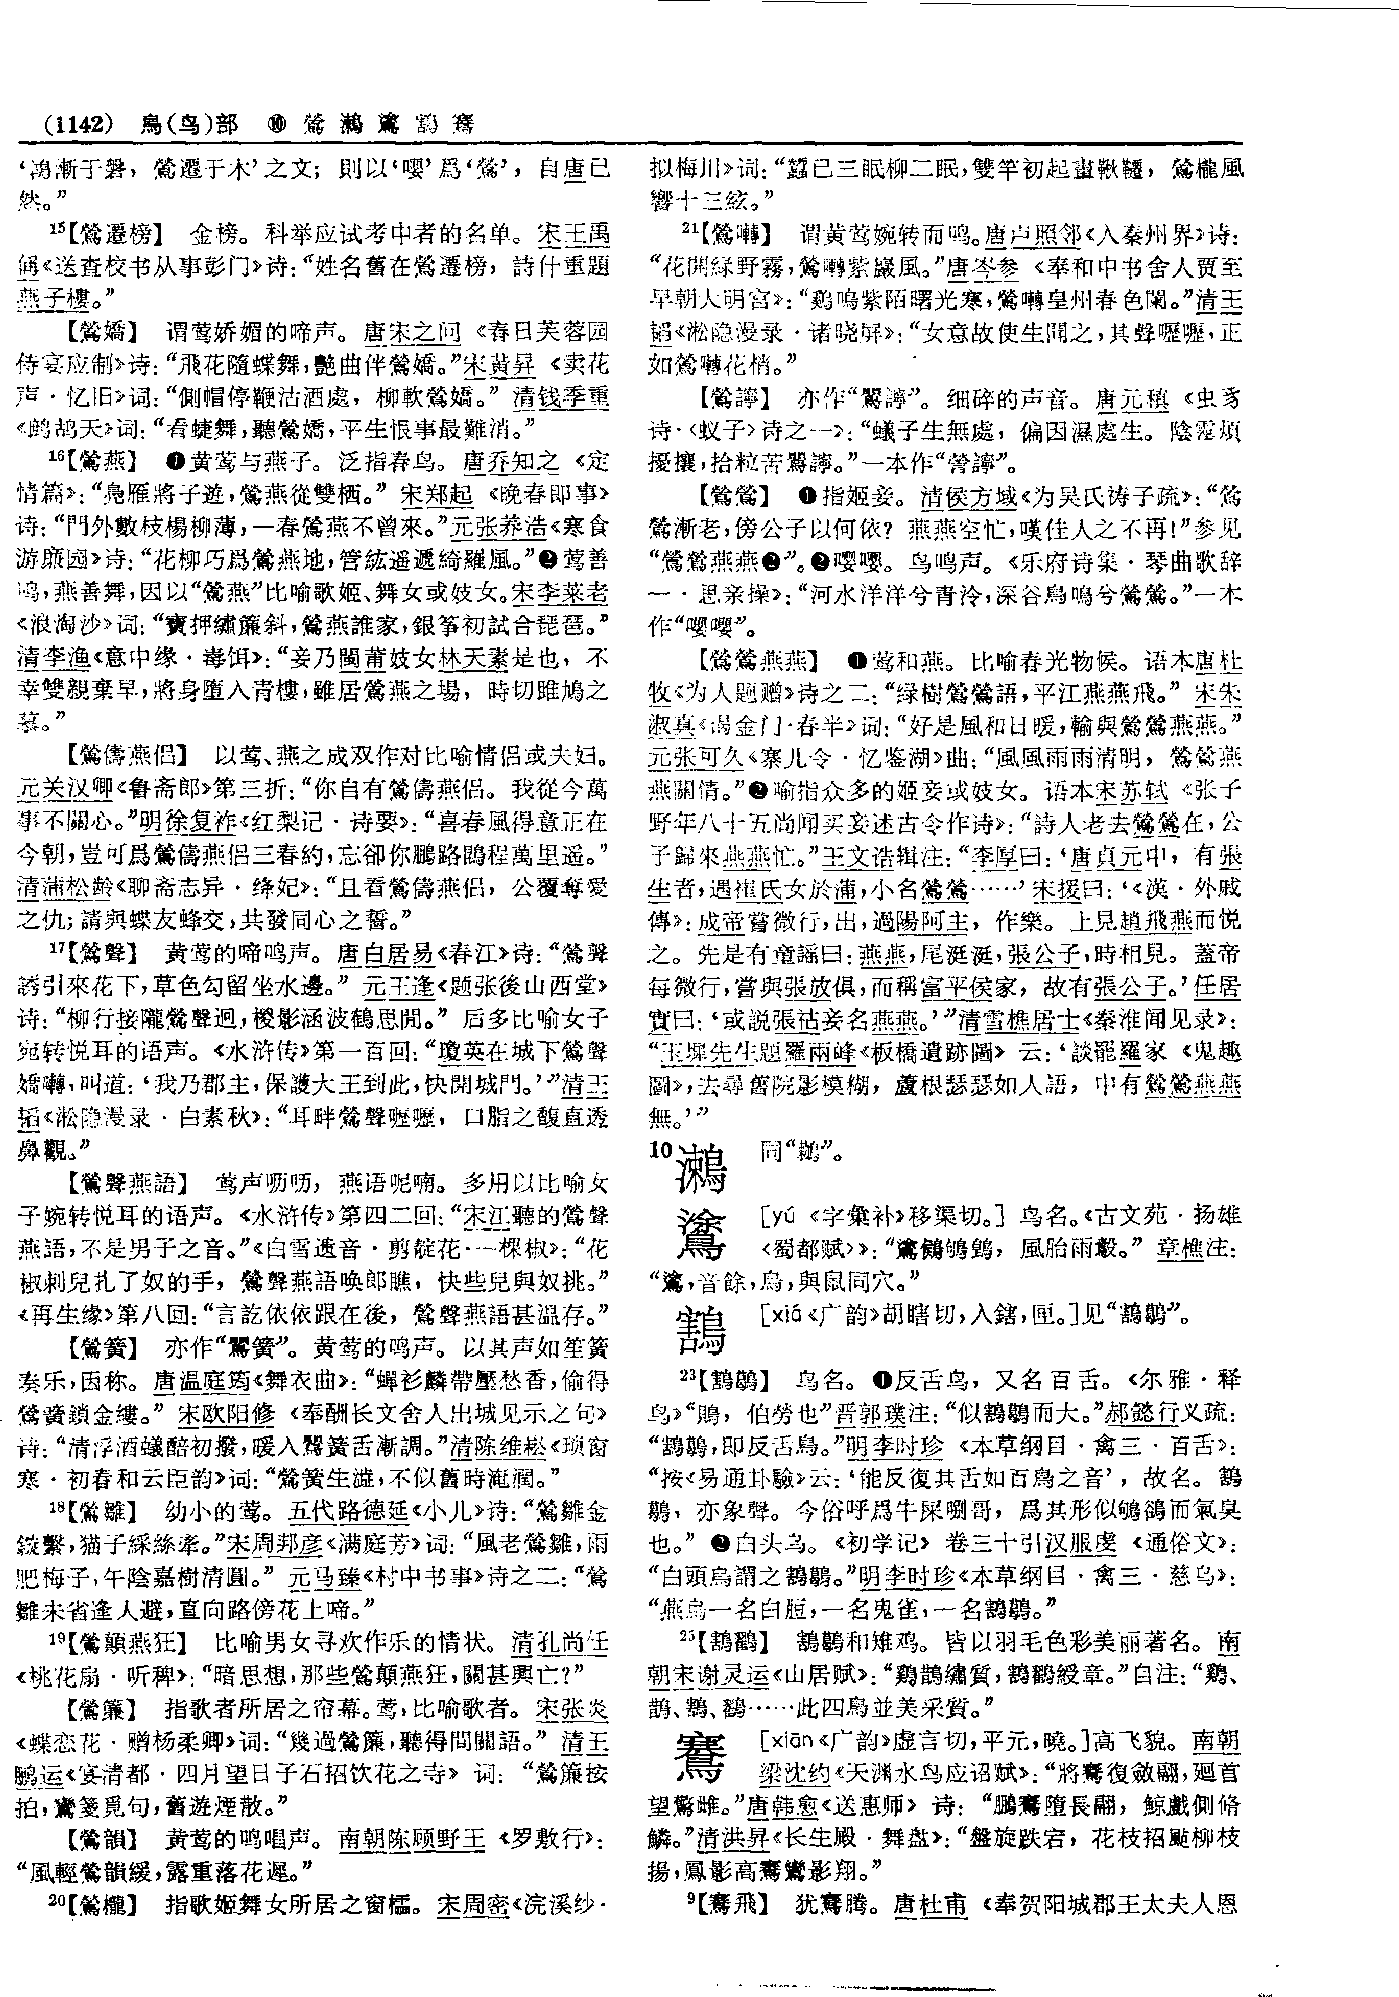 (1142) 鳥(鸟)部 ⑩ 鶯 鷵 鷋 鶷 鶱
‘鴻漸于磐，鶯遷于木’之文；則以‘嚶’爲‘鶯’，自唐已
然。”
15【鶯遷榜】 金榜。科举应试考中者的名单。宋王禹
偁《送查校书从事彭门》诗：“姓名舊在鶯遷榜，詩什重題
燕子樓。”
【鶯嬌】 谓莺娇媚的啼声。唐宋之问《春日芙蓉园
侍宴应制》诗：“飛花隨蝶舞，艷曲伴鶯嬌。”宋黄昇《卖花
声·忆旧》词：“側帽停鞭沽酒處，柳軟鶯嬌。”清钱季重
《鹧鸪天》词：“看蜨舞，聽鶯嬌，平生恨事最難消。”
16【鶯燕】 ❶黄莺与燕子。泛指春鸟。唐乔知之《定
情篇》：“鳧雁將子遊，鶯燕從雙栖。”宋郑起《晚春即事》
诗：“門外數枝楊柳薄，一春鶯燕不曾來。”元张养浩《寒食
游廉园》诗：“花柳巧爲鶯燕地，管絃遥遞綺羅風。”❷莺善
鸣，燕善舞，因以“鶯燕”比喻歌姬、舞女或妓女。宋李莱老
《浪淘沙》词：“寶押繡簾斜，鶯燕誰家，銀筝初試合琵琶。”
清李渔《意中缘·毒饵》：“妾乃閩莆妓女林天素是也，不
幸雙親棄早，將身墮入青樓，雖居鶯燕之場，時切雎鳩之
慕。”
【鶯儔燕侣】 以莺、燕之成双作对比喻情侣或夫妇。
元关汉卿《鲁斋郎》第三折：“你自有鶯儔燕侣。我從今萬
事不關心。”明徐复祚《红梨记·诗要》：“喜春風得意正在
今朝，豈可爲鶯儔燕侣三春約，忘卻你鵬路鵾程萬里遥。”
清蒲松龄《聊斋志异·绛妃》：“且看鶯儔燕侣，公覆奪愛
之仇；請與蝶友蜂交，共發同心之誓。”
17【鶯聲】 黄莺的啼鸣声。唐白居易《春江》诗：“鶯聲
誘引來花下，草色勾留坐水邊。”元王逢《题张後山西堂》
诗：“柳行接隴鶯聲迥，椶影涵波鶴思閒。”后多比喻女子
宛转悦耳的语声。《水浒传》第一百回：“瓊英在城下鶯聲
嬌囀，叫道：‘我乃郡主，保護大王到此，快開城門。’”清王
韬《淞隐漫录·白素秋》：“耳畔鶯聲嚦嚦，口脂之馥直透
鼻觀。”
【鶯聲燕語】 莺声呖呖，燕语呢喃。多用以比喻女
子婉转悦耳的语声。《水浒传》第四二回：“宋江聽的鶯聲
燕語，不是男子之音。”《白雪遗音·剪靛花·一棵椒》：“花
椒刺兒扎了奴的手，鶯聲燕語唤郎瞧，快些兒與奴挑。”
《再生缘》第八回：“言訖依依跟在後，鶯聲燕語甚温存。”
【鶯簧】 亦作“鸎簧”。黄莺的鸣声。以其声如笙簧
奏乐，因称。唐温庭筠《舞衣曲》：“蟬衫麟帶壓愁香，偷得
鶯簧鎖金縷。”宋欧阳修《奉酬长文舍人出城见示之句》
诗：“清浮酒蟻醅初撥，暖入鸎簧舌漸調。”清陈维崧《琐窗
寒·初春和云臣韵》词：“鶯簧生澁，不似舊時淹潤。”
18【鶯雛】 幼小的莺。五代路德延《小儿》诗：“鶯雛金
鏃繫，猫子綵絲牽。”宋周邦彦《满庭芳》词：“風老鶯雛，雨
肥梅子，午陰嘉樹清圓。”元马臻《村中书事》诗之二：“鶯
雛未省逢人避，直向路傍花上啼。”
19【鶯顛燕狂】 比喻男女寻欢作乐的情状。清孔尚任
《桃花扇·听稗》：“暗思想，那些鶯顛燕狂，關甚興亡？”
【鶯簾】 指歌者所居之帘幕。莺，比喻歌者。宋张炎
《蝶恋花·赠杨柔卿》词：“幾過鶯簾，聽得間關語。”清王
鹏运《宴清都·四月望日子石招饮花之寺》词：“鶯簾按
拍，鸞箋覓句，舊遊煙散。”
【鶯韻】 黄莺的鸣唱声。南朝陈顾野王《罗敷行》：
“風輕鶯韻緩，露重落花遲。”
20【鶯櫳】 指歌姬舞女所居之窗櫺。宋周密《浣溪纱·
拟梅川》词：“蠶已三眠柳二眠，雙竿初起畫鞦韆，鶯櫳風
響十三絃。”
21【鶯囀】 谓黄莺婉转而鸣。唐卢照邻《入秦州界》诗：
“花開緑野霧，鶯囀紫巖風。”唐岑参《奉和中书舍人贾至
早朝大明宫》：“鷄鳴紫陌曙光寒，鶯囀皇州春色闌。”清王
韬《淞隐漫录·诸晓屏》：“女意故使生聞之，其聲嚦嚦，正
如鶯囀花梢。”
【鶯諍】 亦作“鸎諍”。细碎的声音。唐元稹《虫豸
诗·〈蚁子〉诗之一》：“蟻子生無處，偏因濕處生。陰霪煩
擾攘，拾粒苦鸎諍。”一本作“嚳諍”。
【鶯鶯】 ❶指姬妾。清侯方域《为吴氏祷子疏》：“鶯
鶯漸老，傍公子以何依？燕燕空忙，嘆佳人之不再！”参见
“鶯鶯燕燕❷”。❷嘤嘤。鸟鸣声。《乐府诗集·琴曲歌辞
一·思亲操》：“河水洋洋兮青泠，深谷鳥鳴兮鶯鶯。”一本
作“嘤嘤”。
【鶯鶯燕燕】 ❶莺和燕。比喻春光物候。语本唐杜
牧《为人题赠》诗之二：“绿樹鶯鶯語，平江燕燕飛。”宋朱
淑真《谒金门·春半》词：“好是風和日暖，輸與鶯鶯燕燕。”
元张可久《寨儿令·忆鉴湖》曲：“風風雨雨清明，鶯鶯燕
燕關情。”❷喻指众多的姬妾或妓女。语本宋苏轼《张子
野年八十五尚闻买妾述古令作诗》：“詩人老去鶯鶯在，公
子歸來燕燕忙。”王文诰辑注：“李厚曰：‘唐貞元中，有張
生者，遇崔氏女於蒲，小名鶯鶯……’宋援曰：‘《漢·外戚
傳》：成帝嘗微行，出，過陽阿主，作樂。上見趙飛燕而悦
之。先是有童謡曰：燕燕，尾涎涎，張公子，時相見。蓋帝
每微行，嘗與張放俱，而稱富平侯家，故有張公子。’任居
實曰：‘或説張祜妾名燕燕。’”清雪樵居士《秦淮闻见录》：
“玉墀先生題羅兩峰《板橋遺跡圖》云：‘談罷羅家《鬼趣
圖》，去尋舊院影模糊，蘆根瑟瑟如人語，中有鶯鶯燕燕
無。’”
10鷵 同“鶫”。
鷋 [yú《字彙补》移渠切。]鸟名。《古文苑·扬雄
《蜀都赋》》：“鷋鶬鴝鶴，風胎雨鷇。”章樵注：
“鷋，音餘，鳥，與鼠同穴。”
鶷 [xiá《广韵》胡瞎切，入鎋，匣。]见“鶷鶡”。
23【鶷鶡】 鸟名。❶反舌鸟，又名百舌。《尔雅·释
鸟》“鵙，伯勞也”晋郭璞注：“似鶷鶡而大。”郝懿行义疏：
“鶷鶡，即反舌鳥。”明李时珍《本草纲目·禽三·百舌》：
“按《易通卦驗》云：‘能反復其舌如百鳥之音’，故名。鶷
鶡，亦象聲。今俗呼爲牛屎唎哥，爲其形似鴝鵒而氣臭
也。”❷白头乌。《初学记》卷三十引汉服虔《通俗文》：
“白頭烏謂之鶷鶡。”明李时珍《本草纲目·禽三·慈乌》：
“燕烏一名白脰，一名鬼雀，一名鶷鶡。”
25【鶷鸐】 鶷鶡和雉鸡。皆以羽毛色彩美丽著名。南
朝宋谢灵运《山居赋》：“鷄鵲繡質，鶷鸐綬章。”自注：“鷄、
鵲、鶷、鸐……此四鳥並美采質。”
鶱 [xiān《广韵》虚言切，平元，曉。]高飞貌。南朝
梁沈约《天渊水鸟应诏赋》：“將鶱復斂翮，廻首
望驚雌。”唐韩愈《送惠师》诗：“鵬鶱墮長翮，鯨戲側脩
鱗。”清洪昇《长生殿·舞盘》：“盤旋跌宕，花枝招颭柳枝
揚，鳳影高鶱鸞影翔。”
9【鶱飛】 犹鶱腾。唐杜甫《奉贺阳城郡王太夫人恩